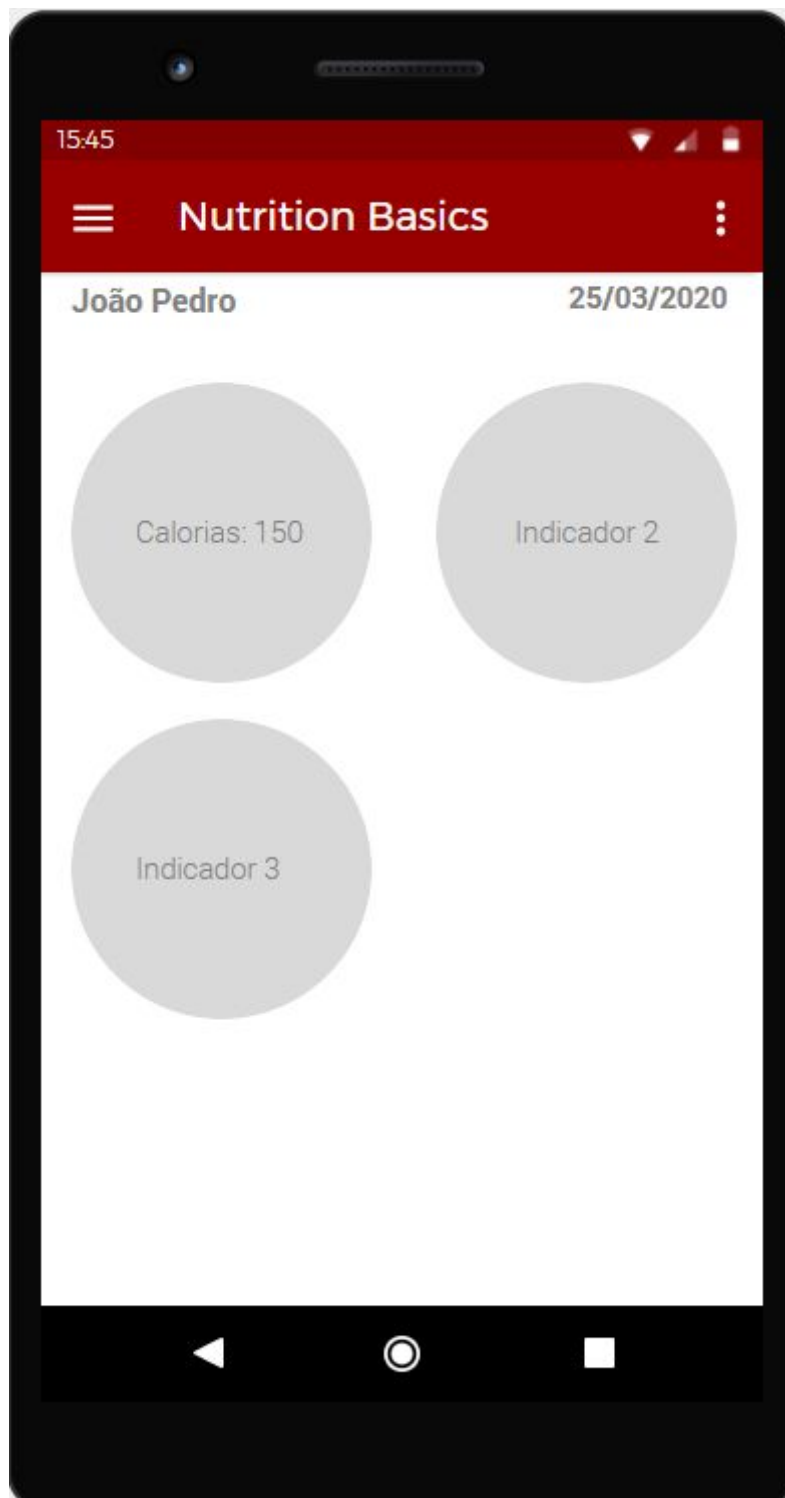 15:45
Nutrition Basics
João Pedro 25/03/2020
Calorias: 150 Indicador 2
Indicador 3